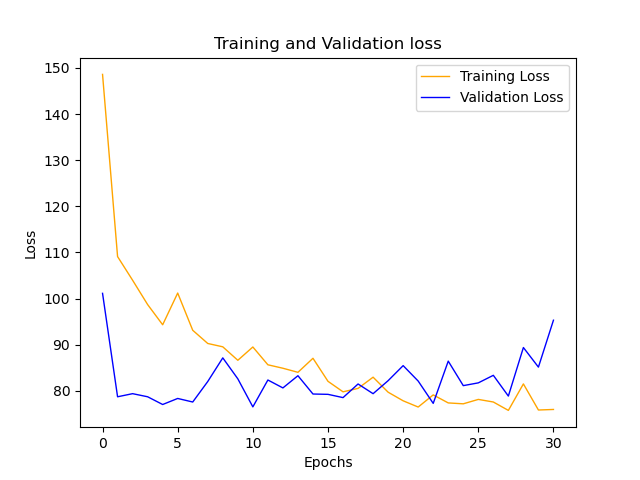 Training and Validation loss
150
140
130
120
110
100
90
80
Loss
Training Loss
Validation Loss
0 5 10 15 20 25 30
Epochs